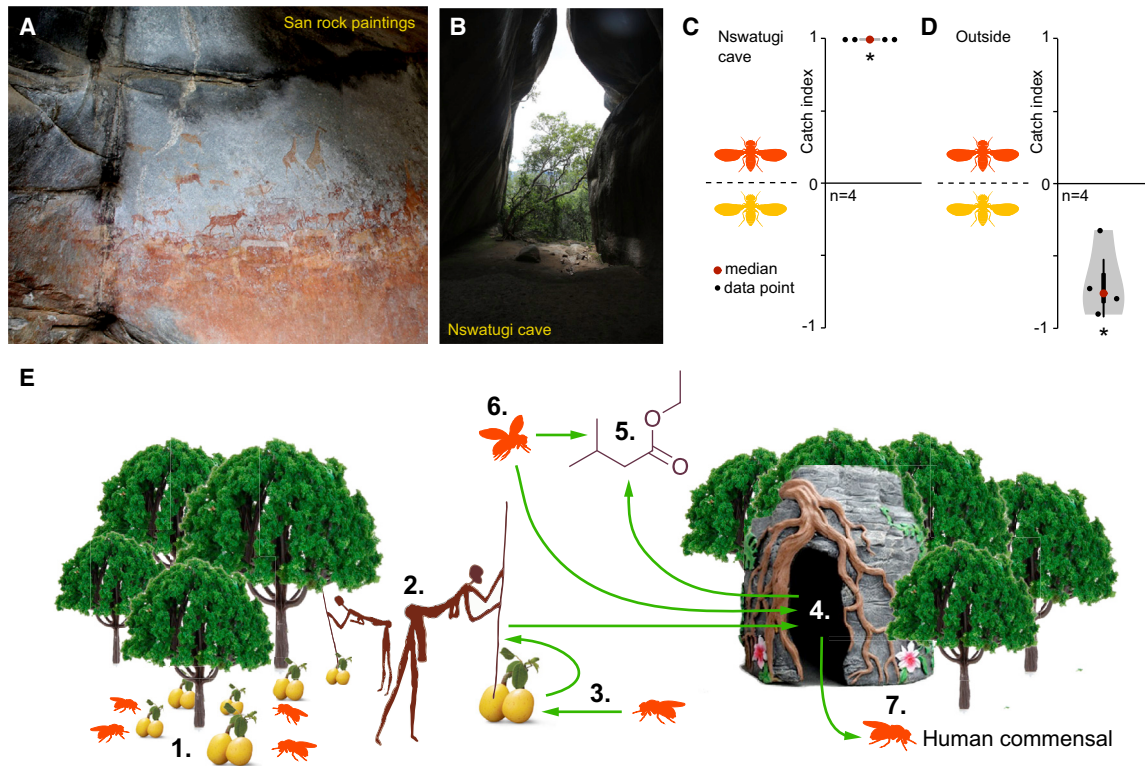 A
San rock paintings
B
Nswatugi cave
C
Nswatugi
cave
Catch index
1
0
-1
n=4
*
median
data point
D
Outside
Catch index
1
0
-1
n=4
*
E
1.
2.
3.
4.
5.
6.
7.
O
O
Human commensal